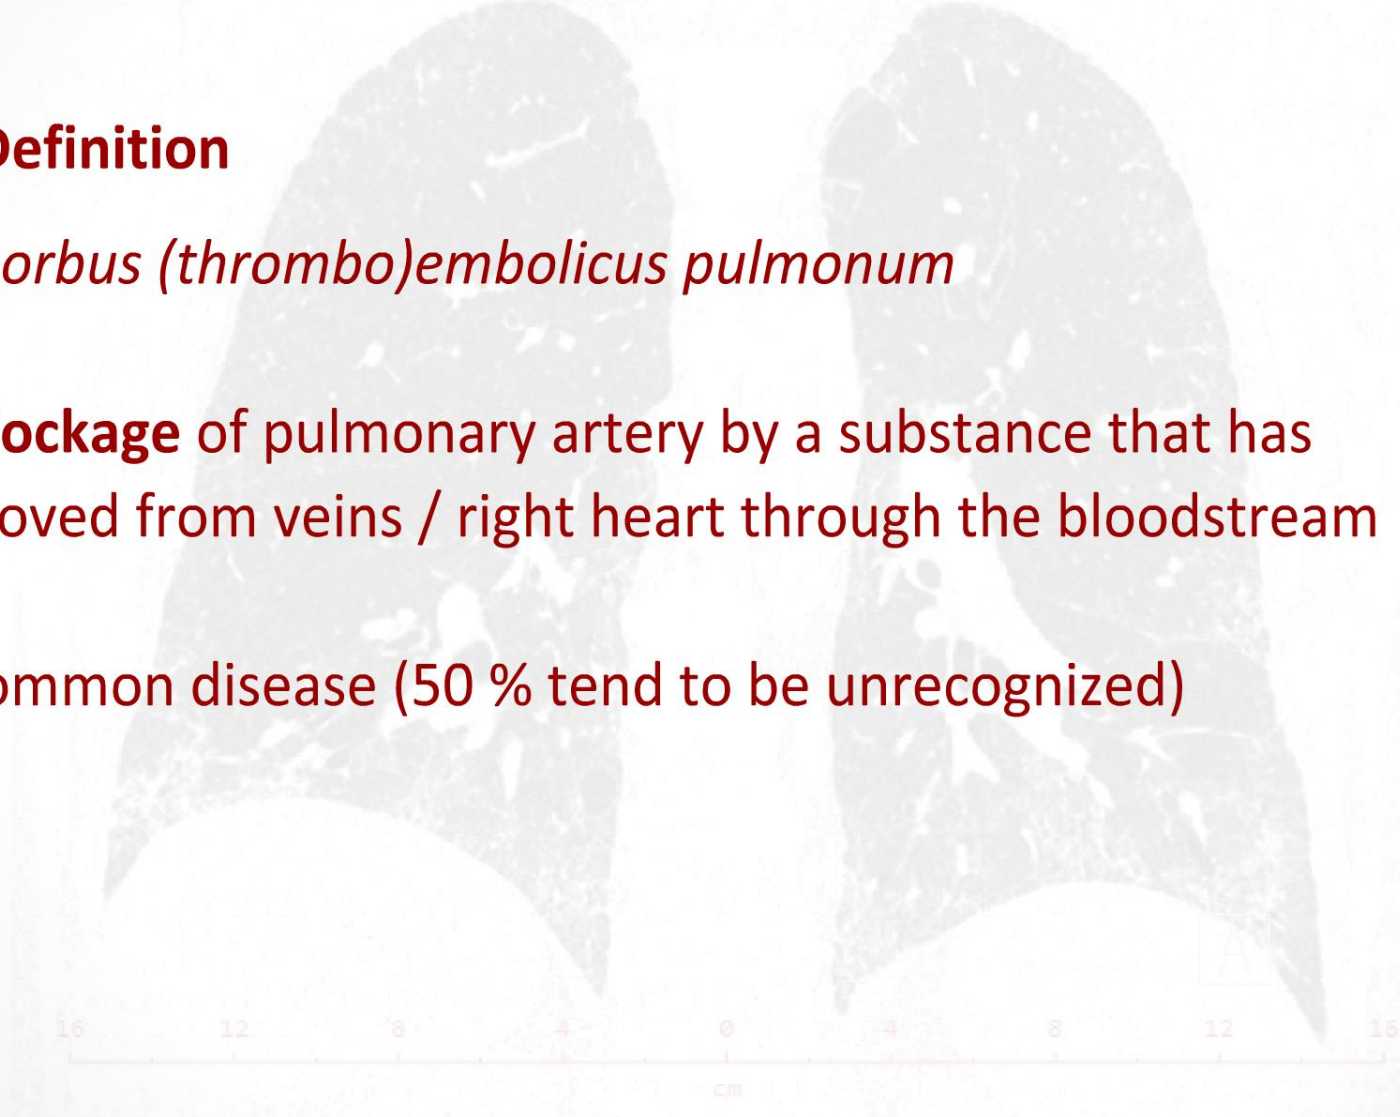 Definition
orbus (thrombo)embolicus pulmonum
ockage of pulmonary artery by a substance that has
oved from veins / right heart through the bloodstream
ommon disease (50 % tend to be unrecognized)
16 12 8 4 0 4 8 12 16
cm